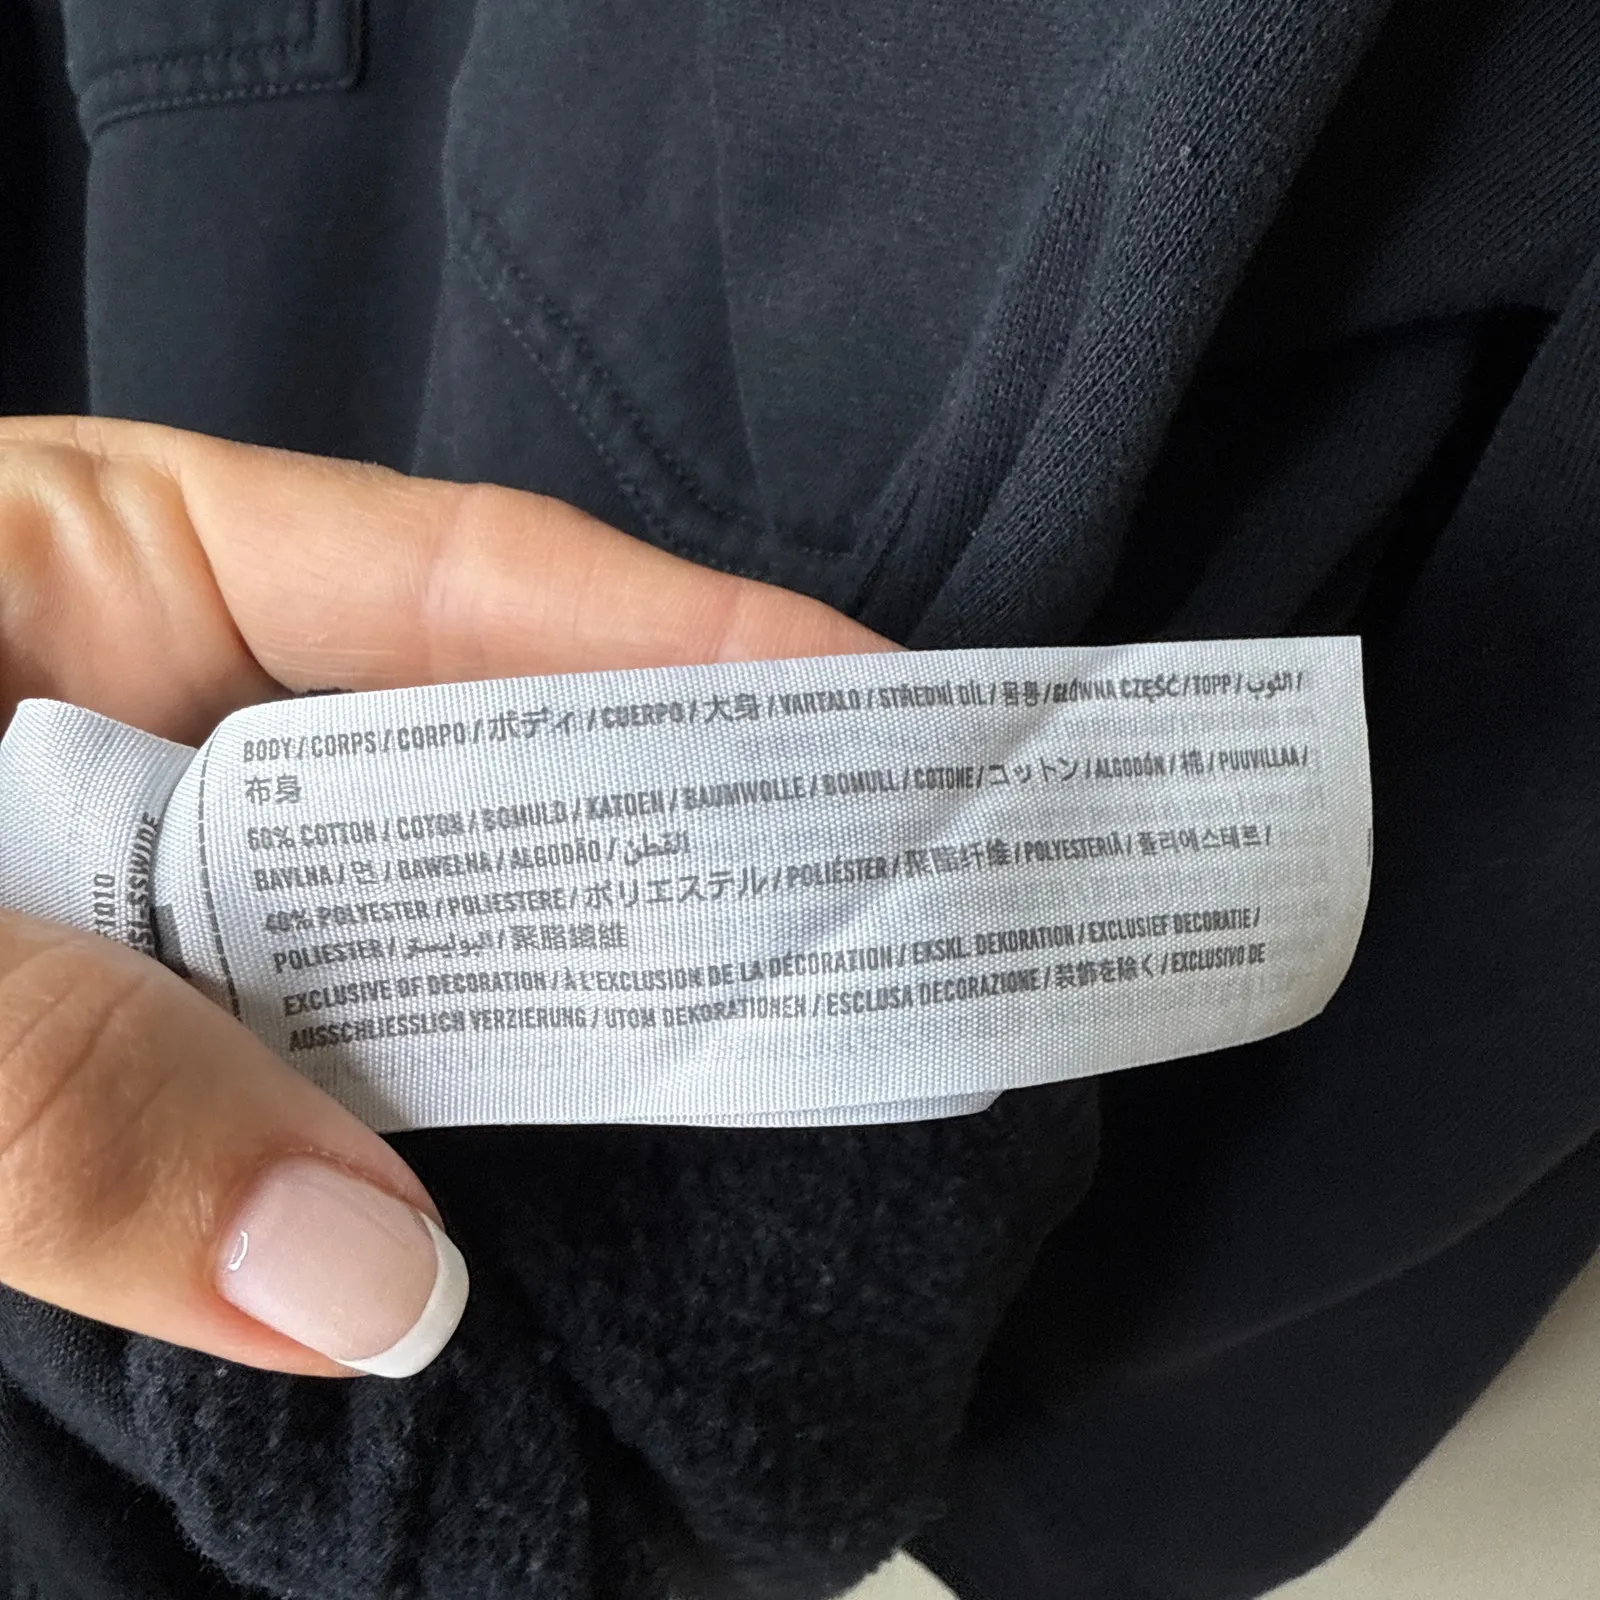 BODY / CORPS / CORPO / ボディ / CUERPO / 大身 / VARTALO / STŘEDNÍ DÍL / 몸통 / GŁÓWNA CZĘŚĆ / TOPP / الثوب /
布身
60% COTTON / COTON / BOMULD / KATOEN / BAUMWOLLE / BOMULL / COTONE / コットン / ALGODÓN / 棉 / PUUVILLAA /
BAVLNA / 면 / BAWEŁNA / ALGODÃO / القطن
40% POLYESTER / POLIESTERE / ポリエステル / POLIÉSTER / 聚酯纤维 / POLYESTERIÄ / 폴리에스테르 /
POLIESTER / البوليستر / 聚酯纖維
EXCLUSIVE OF DECORATION / À L'EXCLUSION DE LA DÉCORATION / EKSKL. DEKORATION / EXCLUSIEF DECORATIE /
AUSSCHLIESSLICH VERZIERUNG / UTOM DEKORATIONEN / ESCLUSA DECORAZIONE / 装飾を除く / EXCLUSIVO DE